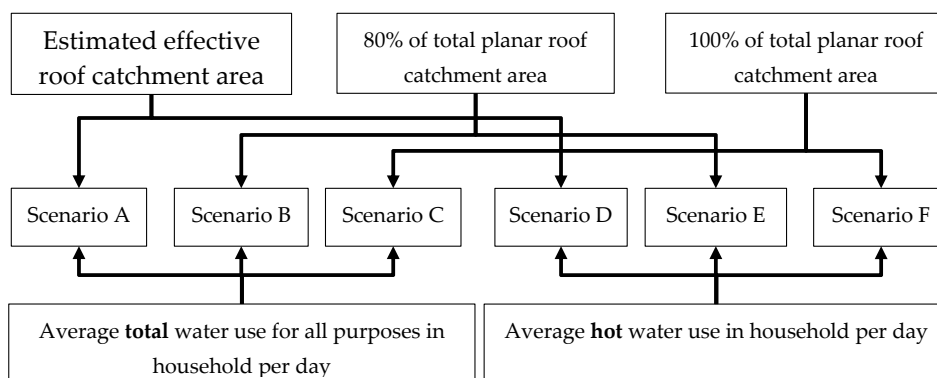 Estimated effective
roof catchment area
80% of total planar roof
catchment area
100% of total planar roof
catchment area
Scenario A
Scenario B
Scenario C
Scenario D
Scenario E
Scenario F
Average total water use for all purposes in
household per day
Average hot water use in household per day